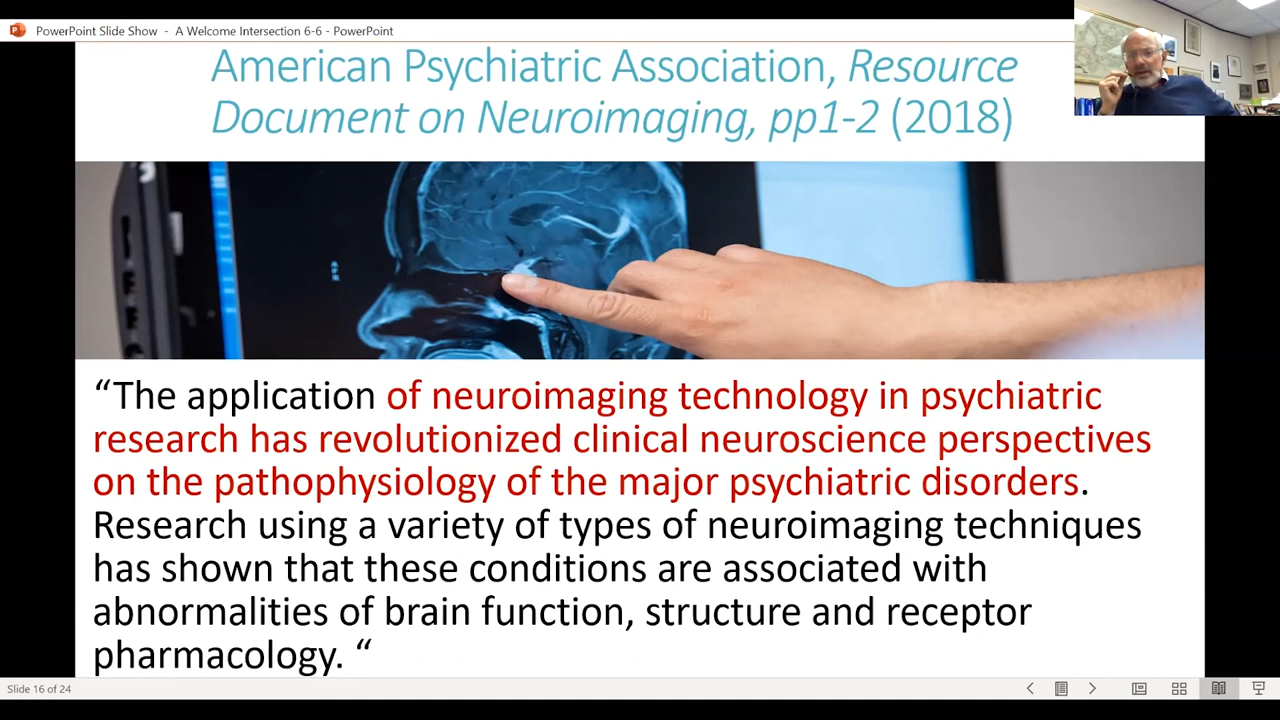 PowerPoint Slide Show - A Welcome Intersection 6-6 - PowerPoint
American Psychiatric Association, Resource
Document on Neuroimaging, pp1-2 (2018)
“The application of neuroimaging technology in psychiatric
research has revolutionized clinical neuroscience perspectives
on the pathophysiology of the major psychiatric disorders.
Research using a variety of types of neuroimaging techniques
has shown that these conditions are associated with
abnormalities of brain function, structure and receptor
pharmacology. “
Slide 16 of 24